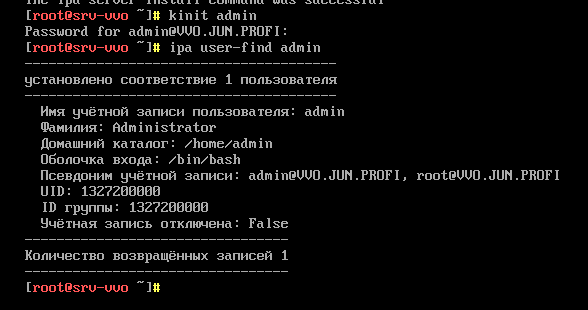 The ipa-server-install command was successful
[root@srv-vvo ~]# kinit admin
Password for admin@VVO.JUN.PROFI:
[root@srv-vvo ~]# ipa user-find admin
-----------------------------------
установлено соответствие 1 пользователя
-----------------------------------
Имя учётной записи пользователя: admin
Фамилия: Administrator
Домашний каталог: /home/admin
Оболочка входа: /bin/bash
Псевдоним учётной записи: admin@VVO.JUN.PROFI, root@VVO.JUN.PROFI
UID: 1327200000
ID группы: 1327200000
Учётная запись отключена: False
---------------------------------
Количество возвращённых записей 1
---------------------------------
[root@srv-vvo ~]#